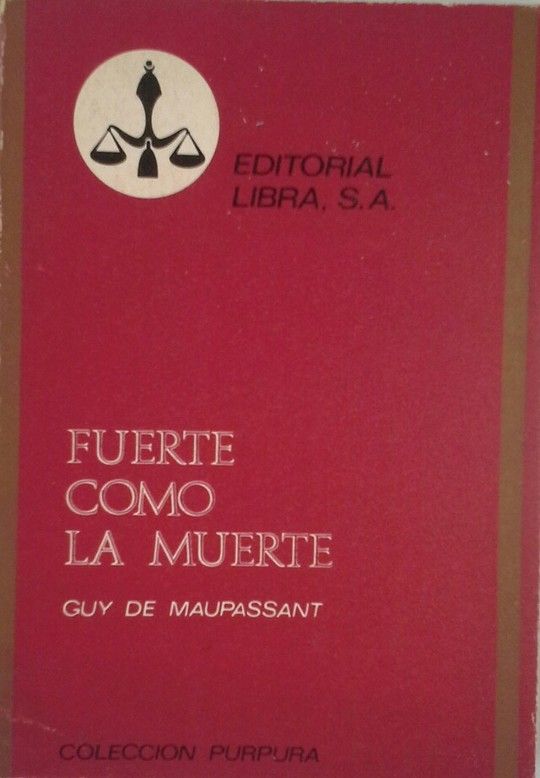 EDITORIAL
LIBRA, S.A.
FUERTE
COMO
LA MUERTE
GUY DE MAUPASSANT
COLECCION PURPURA